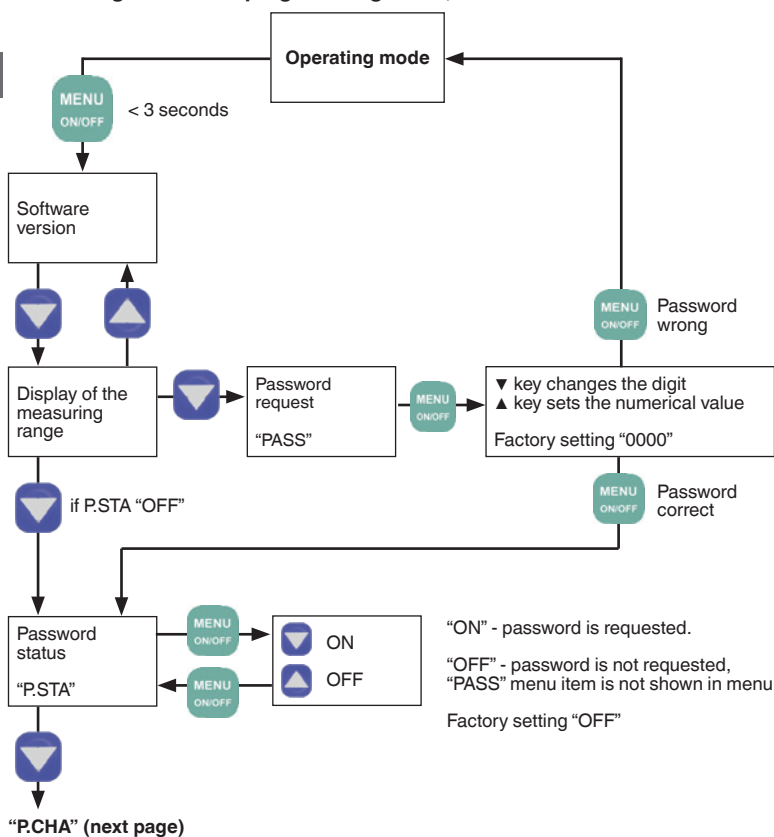 Operating mode
MENU
ON/OFF
< 3 seconds
Software
version
MENU
ON/OFF
Password
wrong
Display of the
measuring
range
Password
request
"PASS"
MENU
ON/OFF
▼ key changes the digit
▲ key sets the numerical value
Factory setting "0000"
if P.STA "OFF"
MENU
ON/OFF
Password
correct
Password
status
"P.STA"
MENU
ON/OFF
MENU
ON/OFF
ON
OFF
"ON" - password is requested.
"OFF" - password is not requested,
"PASS" menu item is not shown in menu
Factory setting "OFF"
"P.CHA" (next page)